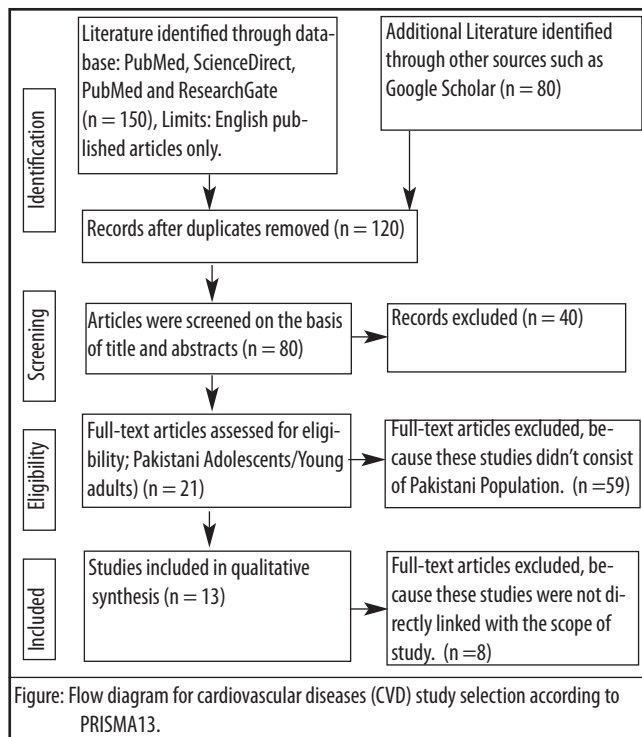 Literature identified through data-
base: PubMed, ScienceDirect,
PubMed and ResearchGate
(n = 150), Limits: English pub-
lished articles only.
Additional Literature identified
through other sources such as
Google Scholar (n = 80)
Identification
Records after duplicates removed (n = 120)
Screening
Articles were screened on the basis
of title and abstracts (n = 80)
Records excluded (n = 40)
Eligibility
Full-text articles assessed for eligi-
bility; Pakistani Adolescents/Young
adults) (n = 21)
Full-text articles excluded, be-
cause these studies didn't consist
of Pakistani Population. (n =59)
Included
Studies included in qualitative
synthesis (n = 13)
Full-text articles excluded, be-
cause these studies were not di-
rectly linked with the scope of
study. (n =8)
Figure: Flow diagram for cardiovascular diseases (CVD) study selection according to
PRISMA13.